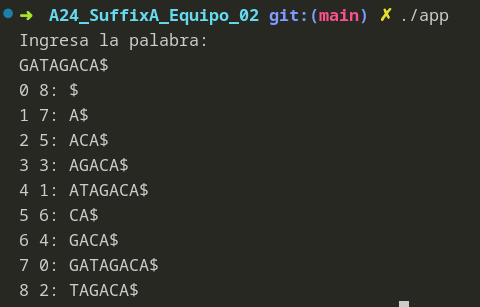 ➜ A24_SuffixA_Equipo_02 git:(main) ✗ ./app
Ingresa la palabra:
GATAGACA$
0 8: $
1 7: A$
2 5: ACA$
3 3: AGACA$
4 1: ATAGACA$
5 6: CA$
6 4: GACA$
7 0: GATAGACA$
8 2: TAGACA$